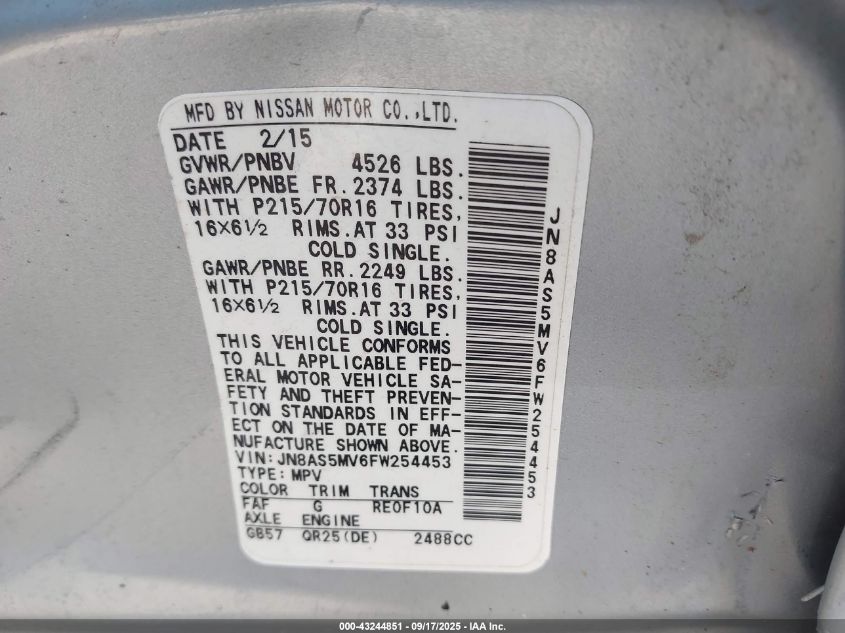 MFD BY NISSAN MOTOR CO.,LTD.
DATE 2/15
GVWR/PNBV 4526 LBS.
GAWR/PNBE FR.2374 LBS.
WITH P215/70R16 TIRES,
16×6½ RIMS.AT 33 PSI
COLD SINGLE.
GAWR/PNBE RR.2249 LBS.
WITH P215/70R16 TIRES,
16×6½ RIMS.AT 33 PSI
COLD SINGLE.
THIS VEHICLE CONFORMS
TO ALL APPLICABLE FED-
ERAL MOTOR VEHICLE SA-
FETY AND THEFT PREVEN-
TION STANDARDS IN EFF-
ECT ON THE DATE OF MA-
NUFACTURE SHOWN ABOVE.
VIN:JN8AS5MV6FW254453
TYPE:MPV
COLOR TRIM TRANS
FAF G RE0F10A
AXLE ENGINE
GB57 QR25(DE) 2488CC
JN8AS5MV6FW254453
000-43244851 - 09/17/2025 - IAA Inc.